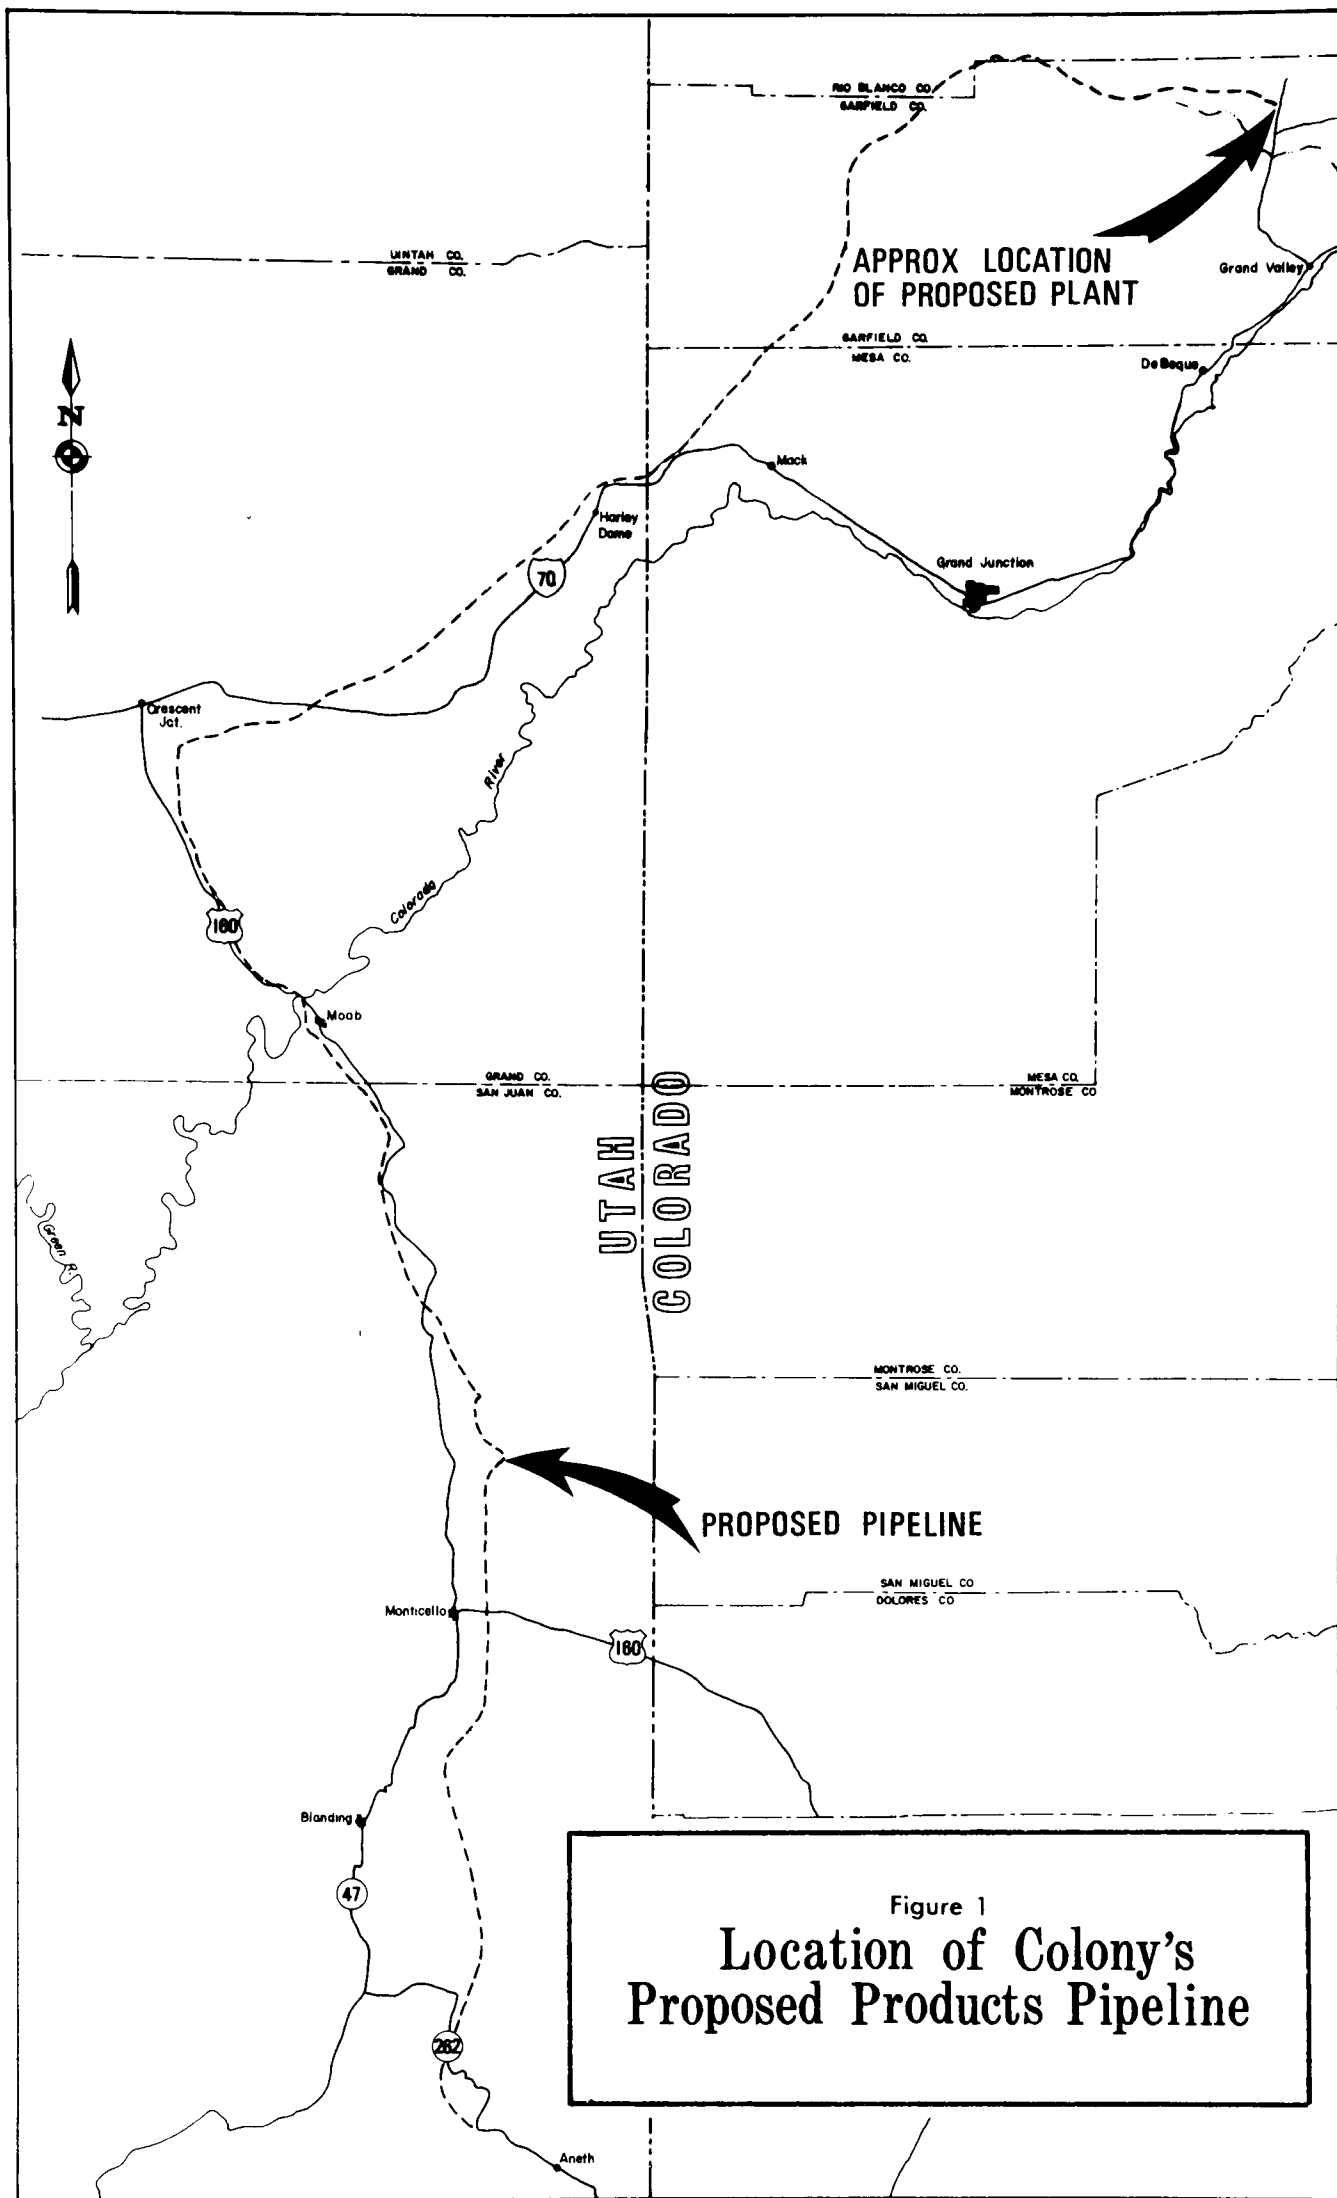 RIO BLANCO CO.
GARFIELD CO.
UINTAH CO.
GRAND CO.
APPROX LOCATION
OF PROPOSED PLANT
Grand Valley
GARFIELD CO.
MESA CO.
De Beque
N
Mack
Harley
Dome
70
Grand Junction
Crescent
Jct.
River
Colorado
160
Moab
GRAND CO.
SAN JUAN CO.
MESA CO.
MONTROSE CO
UTAH
COLORADO
Green R.
MONTROSE CO.
SAN MIGUEL CO.
PROPOSED PIPELINE
SAN MIGUEL CO
DOLORES CO
Monticello
160
Blanding
47
262
Aneth
Figure 1
Location of Colony's
Proposed Products Pipeline